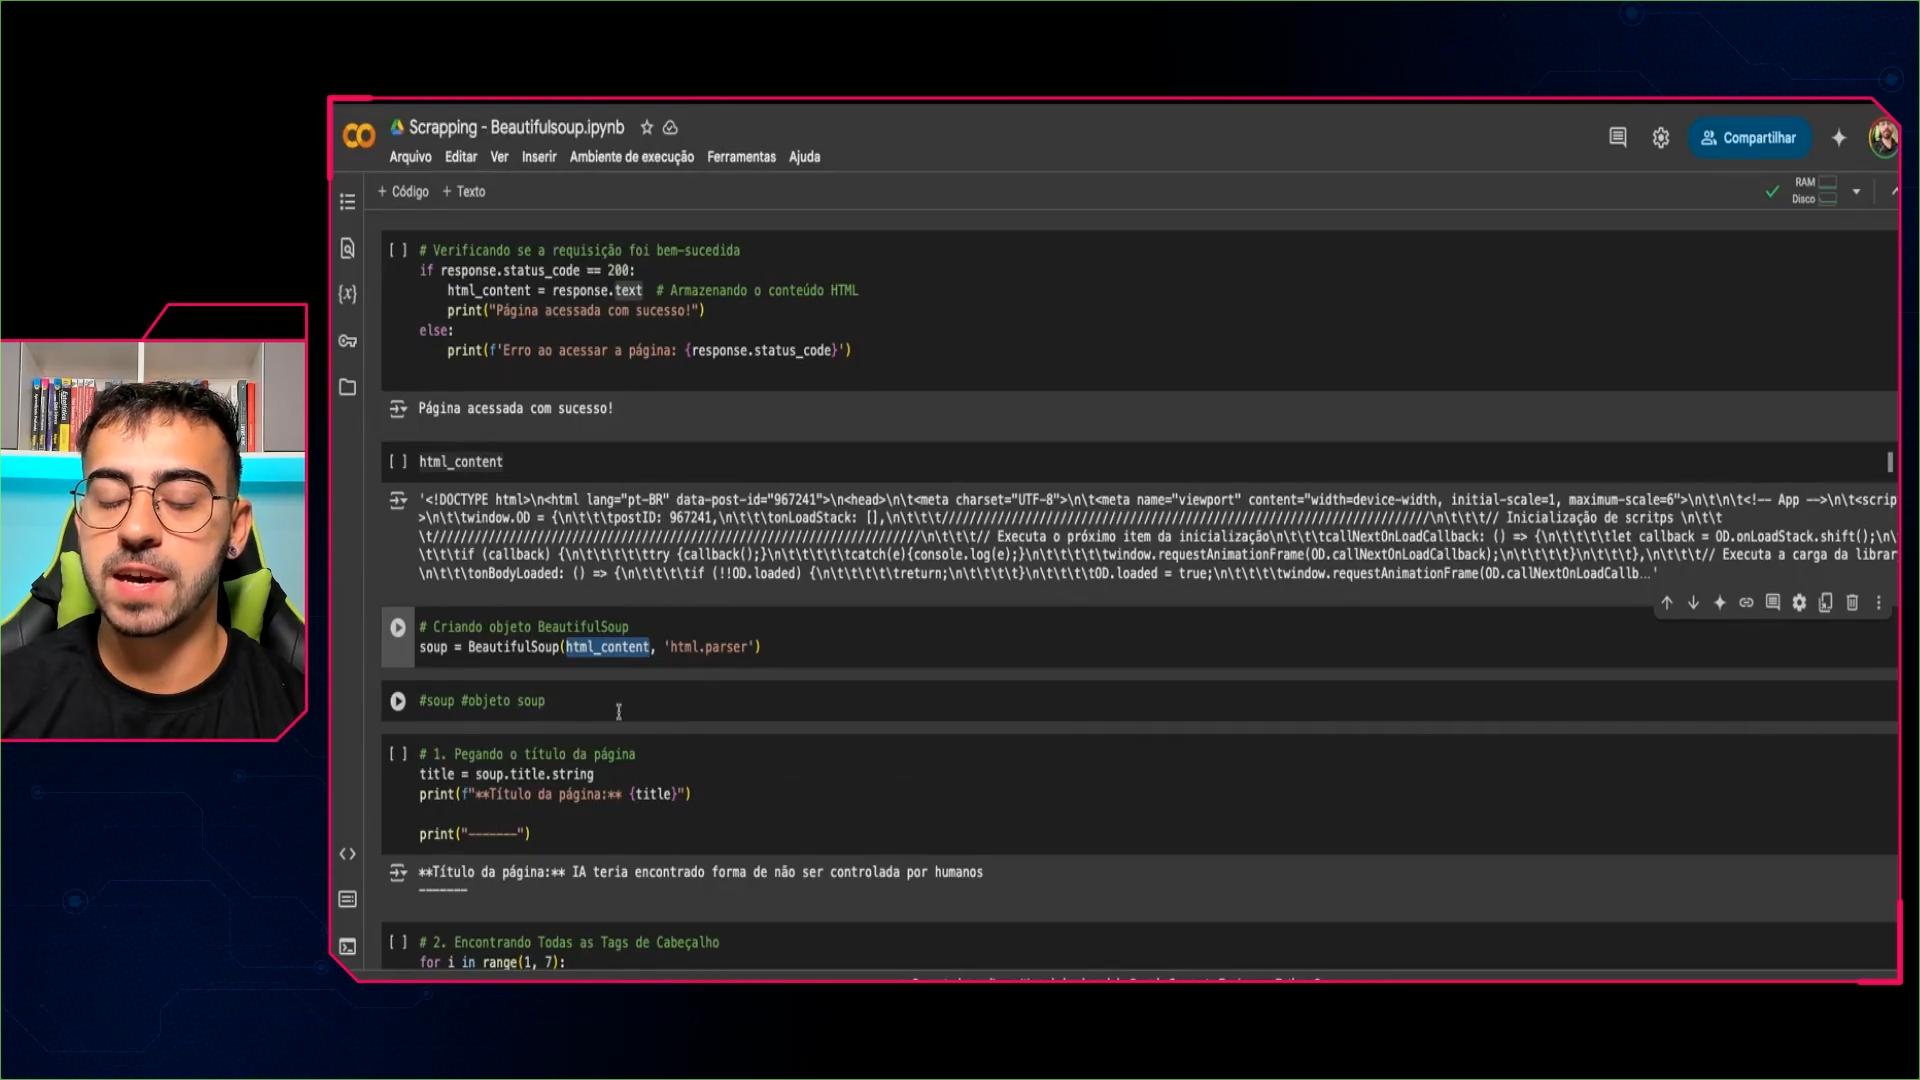 Scrapping - Beautifulsoup.ipynb
Arquivo Editar Ver Inserir Ambiente de execução Ferramentas Ajuda
Compartilhar
+ Código + Texto
RAM
Disco
[ ] # Verificando se a requisição foi bem-sucedida
if response.status_code == 200:
html_content = response.text # Armazenando o conteúdo HTML
print("Página acessada com sucesso!")
else:
print(f'Erro ao acessar a página: {response.status_code}')
Página acessada com sucesso!
[ ] html_content
'<!DOCTYPE html>\n<html lang="pt-BR" data-post-id="967241">\n<head>\n\t<meta charset="UTF-8">\n\t<meta name="viewport" content="width=device-width, initial-scale=1, maximum-scale=6">\n\t\n\t<!-- App -->\n\t<scrip
>\n\t\twindow.OD = {\n\t\t\tpostID: 967241,\n\t\t\tonLoadStack: [],\n\t\t\t//////////////////////////////////////////////////////////////////////\n\t\t\t// Inicialização de scritps \n\t\t
\t//////////////////////////////////////////////////////////////////////\n\t\t\t// Executa o próximo item da inicialização\n\t\t\tcallNextOnLoadCallback: () => {\n\t\t\t\tlet callback = OD.onLoadStack.shift();\n\t
\t\t\tif (callback) {\n\t\t\t\t\ttry {callback();}\n\t\t\t\t\tcatch(e){console.log(e);}\n\t\t\t\t\twindow.requestAnimationFrame(OD.callNextOnLoadCallback);\n\t\t\t\t}\n\t\t\t},\n\t\t\t// Executa a carga da librar
\n\t\t\tonBodyLoaded: () => {\n\t\t\t\tif (!!OD.loaded) {\n\t\t\t\t\treturn;\n\t\t\t\t}\n\t\t\t\tOD.loaded = true;\n\t\t\t\twindow.requestAnimationFrame(OD.callNextOnLoadCallb...'
# Criando objeto BeautifulSoup
soup = BeautifulSoup(html_content, 'html.parser')
#soup #objeto soup
[ ] # 1. Pegando o título da página
title = soup.title.string
print(f"**Título da página:** {title}")
print("-------")
**Título da página:** IA teria encontrado forma de não ser controlada por humanos
-------
[ ] # 2. Encontrando Todas as Tags de Cabeçalho
for i in range(1, 7):